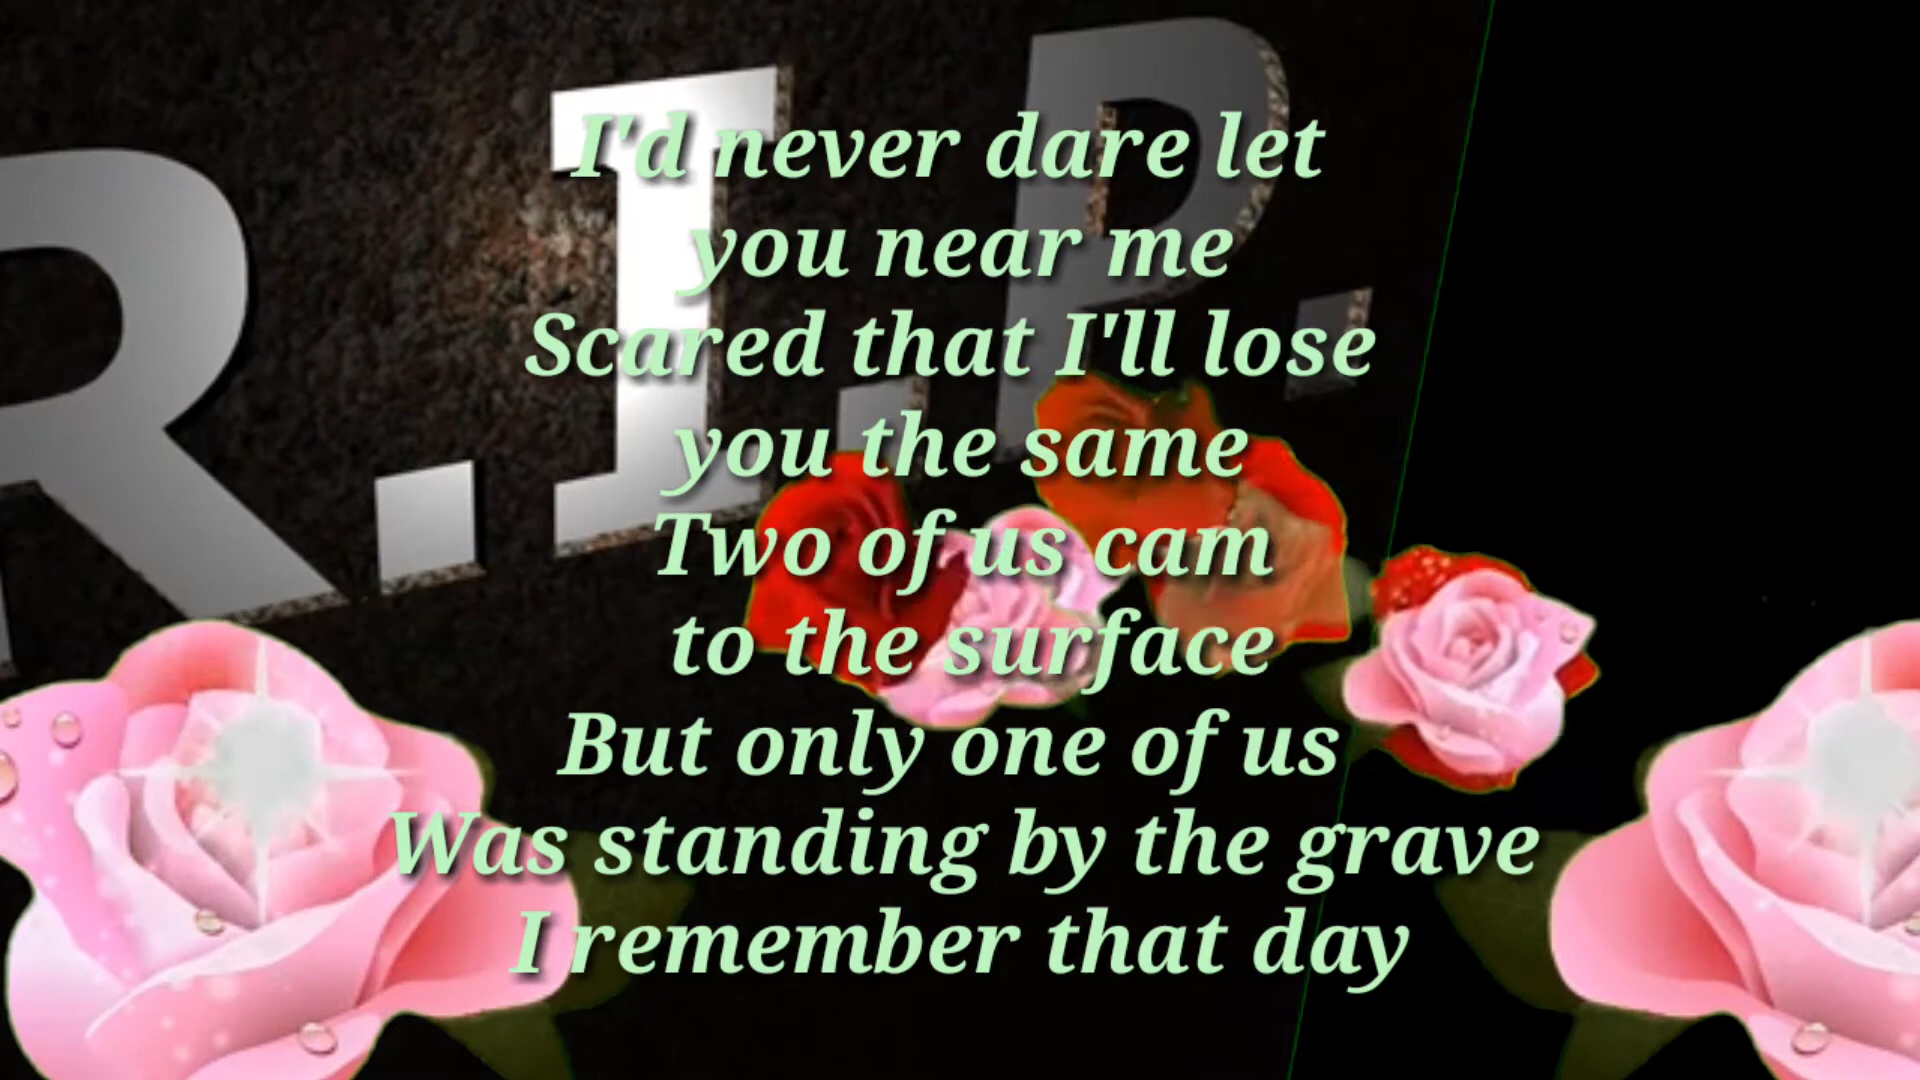 R.I.P.
I'd never dare let
you near me
Scared that I'll lose
you the same
Two of us cam
to the surface
But only one of us
Was standing by the grave
I remember that day